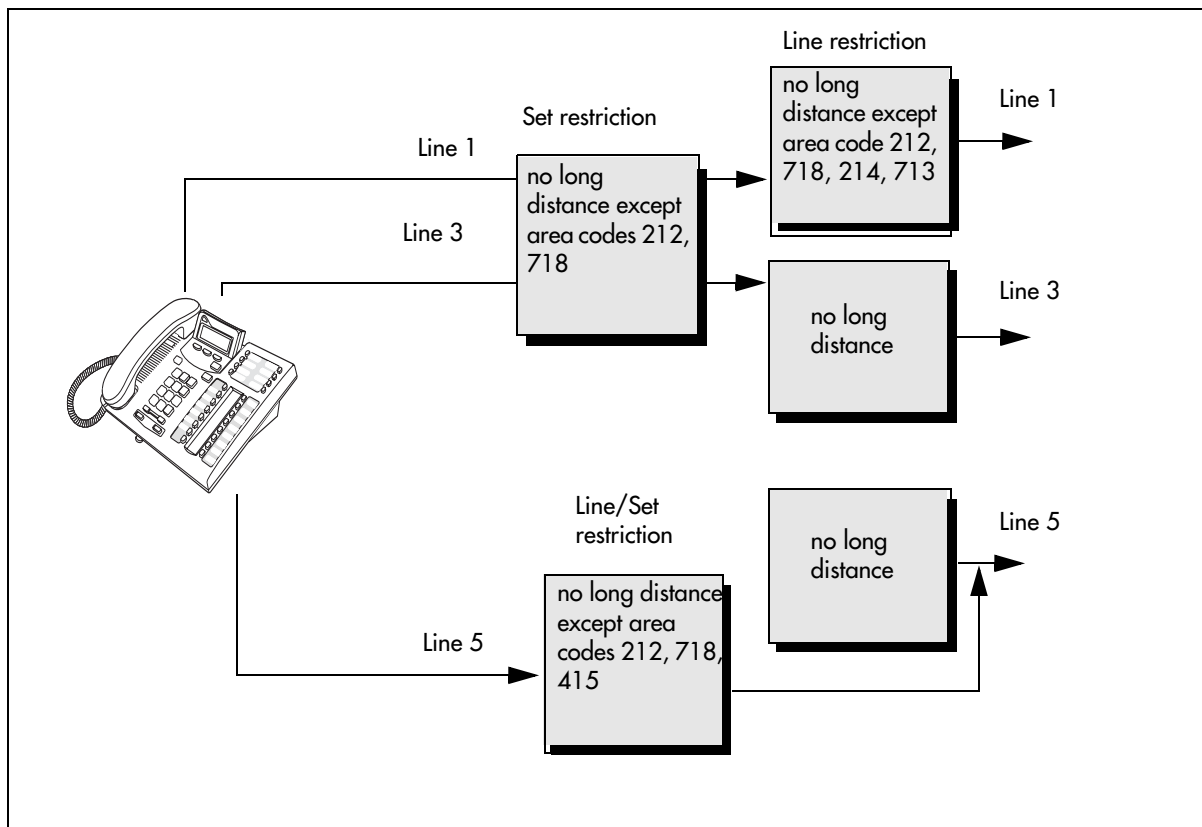 Line restriction
no long
distance except
area code 212,
718, 214, 713
Line 1
Set restriction
Line 1
no long
distance except
area codes 212,
718
Line 3
no long
distance
Line 3
Line/Set
restriction
no long
distance
Line 5
no long distance
except area
codes 212, 718,
415
Line 5